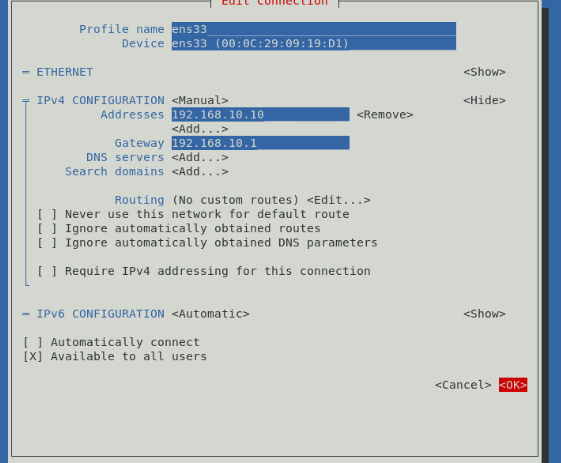 Edit Connection
Profile name ens33
Device ens33 (00:0C:29:09:19:D1)
ETHERNET <Show>
IPv4 CONFIGURATION <Manual> <Hide>
Addresses 192.168.10.10 <Remove>
<Add...>
Gateway 192.168.10.1
DNS servers <Add...>
Search domains <Add...>
Routing (No custom routes) <Edit...>
[ ] Never use this network for default route
[ ] Ignore automatically obtained routes
[ ] Ignore automatically obtained DNS parameters
[ ] Require IPv4 addressing for this connection
IPv6 CONFIGURATION <Automatic> <Show>
[ ] Automatically connect
[X] Available to all users
<Cancel> <OK>